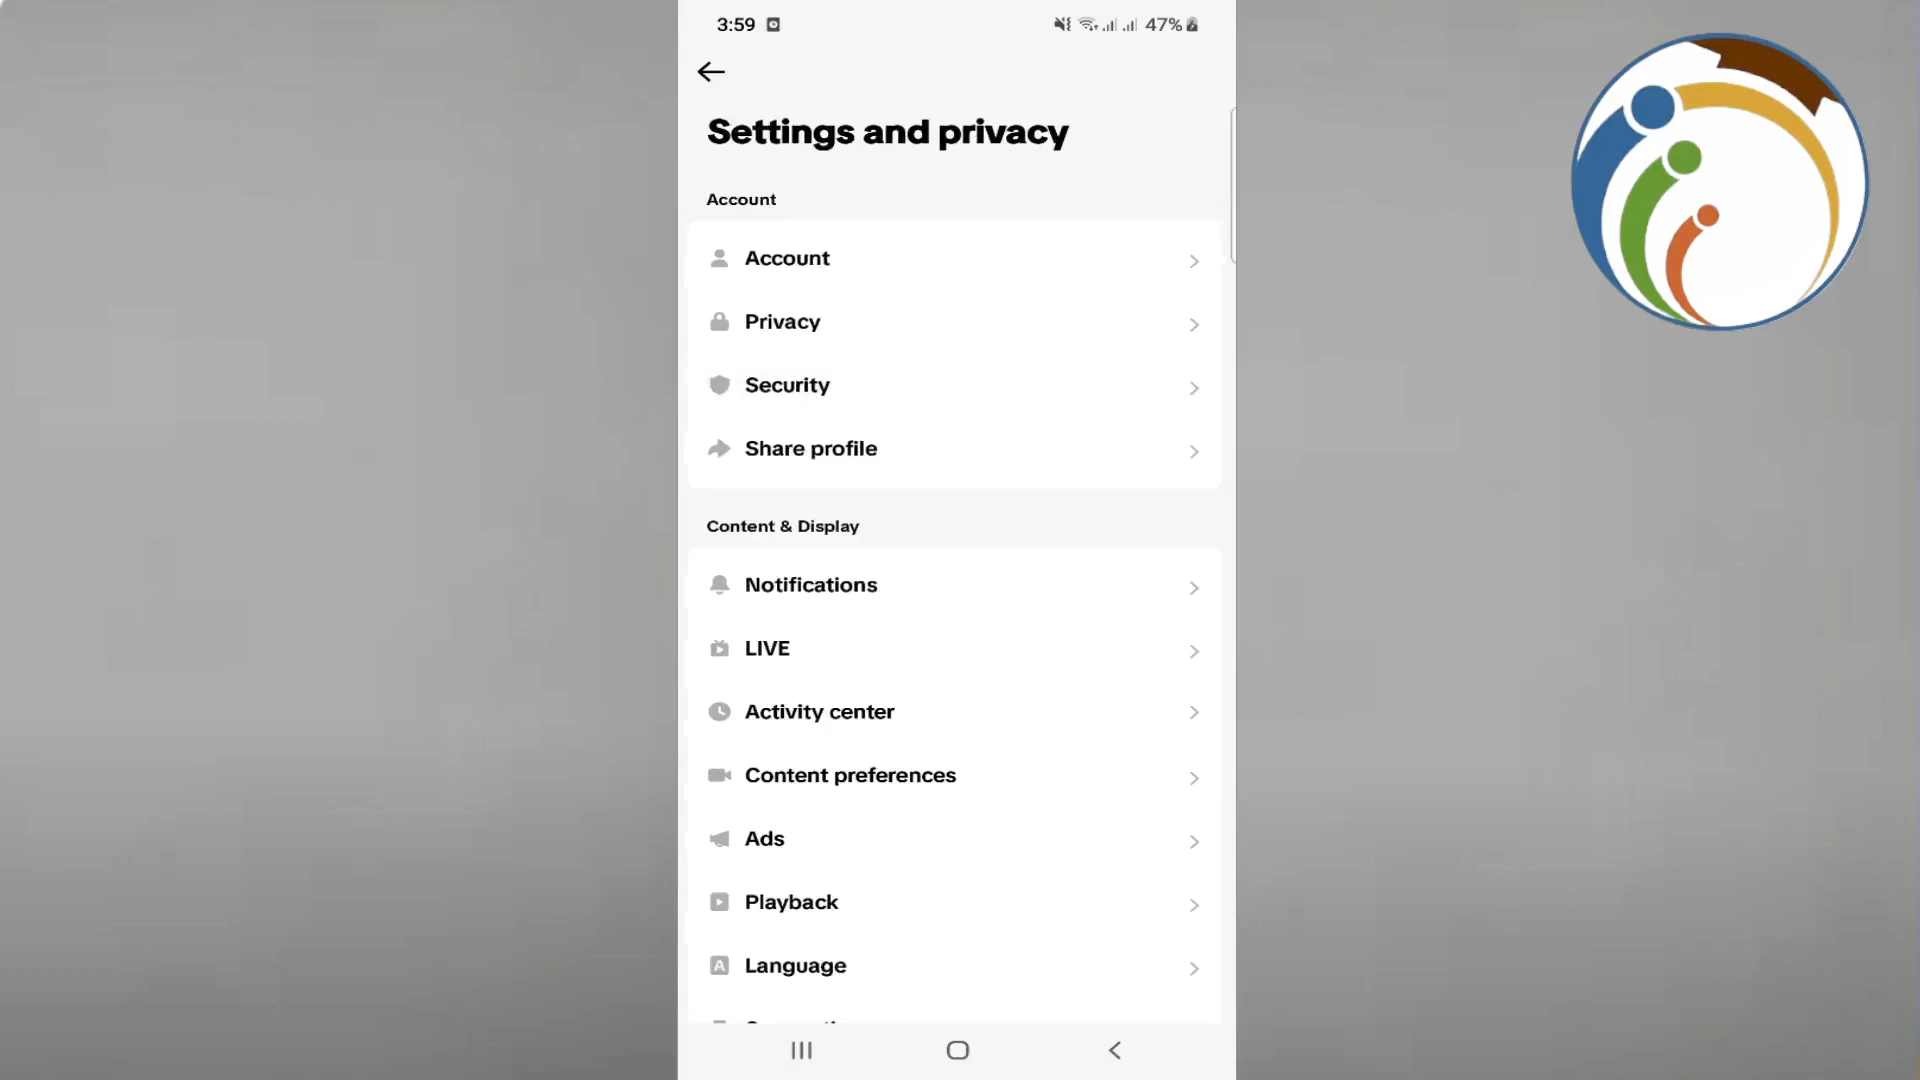 3:59
47%
Settings and privacy
Account
Account
Privacy
Security
Share profile
Content & Display
Notifications
LIVE
Activity center
Content preferences
Ads
Playback
A Language